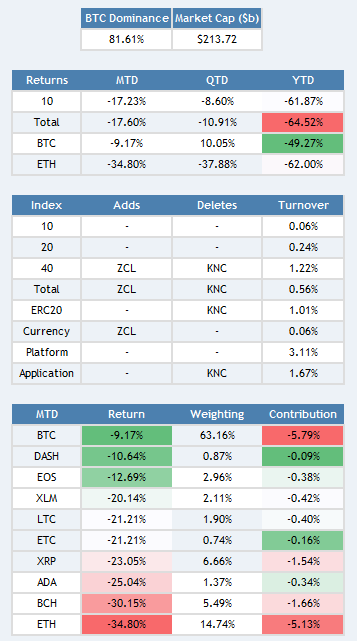 BTC Dominance Market Cap ($b)
81.61% $213.72
Returns MTD QTD YTD
10 -17.23% -8.60% -61.87%
Total -17.60% -10.91% -64.52%
BTC -9.17% 10.05% -49.27%
ETH -34.80% -37.88% -62.00%
Index Adds Deletes Turnover
10 - - 0.06%
20 - - 0.24%
40 ZCL KNC 1.22%
Total ZCL KNC 0.56%
ERC20 - KNC 1.01%
Currency ZCL - 0.06%
Platform - - 3.11%
Application - KNC 1.67%
MTD Return Weighting Contribution
BTC -9.17% 63.16% -5.79%
DASH -10.64% 0.87% -0.09%
EOS -12.69% 2.96% -0.38%
XLM -20.14% 2.11% -0.42%
LTC -21.21% 1.90% -0.40%
ETC -21.21% 0.74% -0.16%
XRP -23.05% 6.66% -1.54%
ADA -25.04% 1.37% -0.34%
BCH -30.15% 5.49% -1.66%
ETH -34.80% 14.74% -5.13%